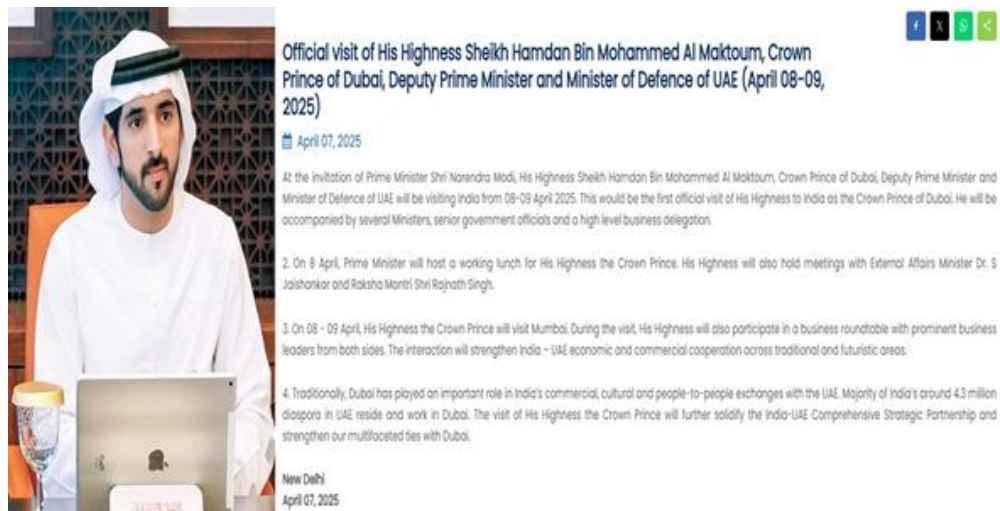 Official visit of His Highness Sheikh Hamdan Bin Mohammed Al Maktoum, Crown
Prince of Dubai, Deputy Prime Minister and Minister of Defence of UAE (April 08-09,
2025)
April 07, 2025
At the invitation of Prime Minister Shri Narendra Modi, His Highness Sheikh Hamdan Bin Mohammed Al Maktoum, Crown Prince of Dubai, Deputy Prime Minister and
Minister of Defence of UAE will be visiting India from 08-09 April 2025. This would be the first official visit of His Highness to India as the Crown Prince of Dubai. He will be
accompanied by several Ministers, senior government officials and a high level business delegation.
2. On 8 April, Prime Minister will host a working lunch for His Highness the Crown Prince. His Highness will also hold meetings with External Affairs Minister Dr. S
Jaishankar and Raksha Mantri Shri Rajnath Singh.
3. On 08 - 09 April, His Highness the Crown Prince will visit Mumbai. During the visit, His Highness will also participate in a business roundtable with prominent business
leaders from both sides. The interaction will strengthen India – UAE economic and commercial cooperation across traditional and futuristic areas.
4. Traditionally, Dubai has played an important role in India's commercial, cultural and people-to-people exchanges with the UAE. Majority of India's around 4.3 million
diaspora in UAE reside and work in Dubai. The visit of His Highness the Crown Prince will further solidify the India-UAE Comprehensive Strategic Partnership and
strengthen our multifaceted ties with Dubai.
New Delhi
April 07, 2025